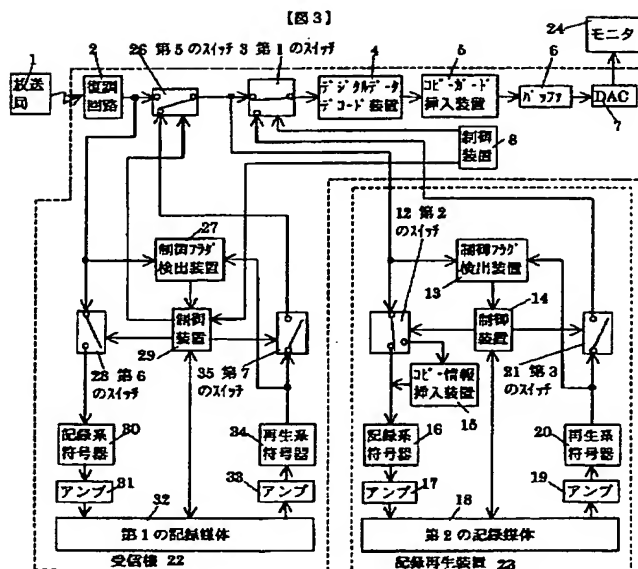 【図3】
24
モニタ
1
放送
局
2
復調
回路
26 第5のスイッチ
3 第1のスイッチ
4
デジタルデータ
デコード装置
5
コピーガード
挿入装置
6
バッファ
DAC
7
制御
装置
8
27
制御フラグ
検出装置
12 第2
のスイッチ
制御フラグ
検出装置
13
14
制御
装置
29
制御
装置
28 第6
のスイッチ
35 第7
のスイッチ
コピー情報
挿入装置
15
21 第3
のスイッチ
記録系
符号器
30
34
再生系
符号器
記録系
符号器
16
20
再生系
符号器
アンプ
31
33
アンプ
アンプ
17
19
アンプ
32
第1の記録媒体
18
第2の記録媒体
受信機 22
記録再生装置 23